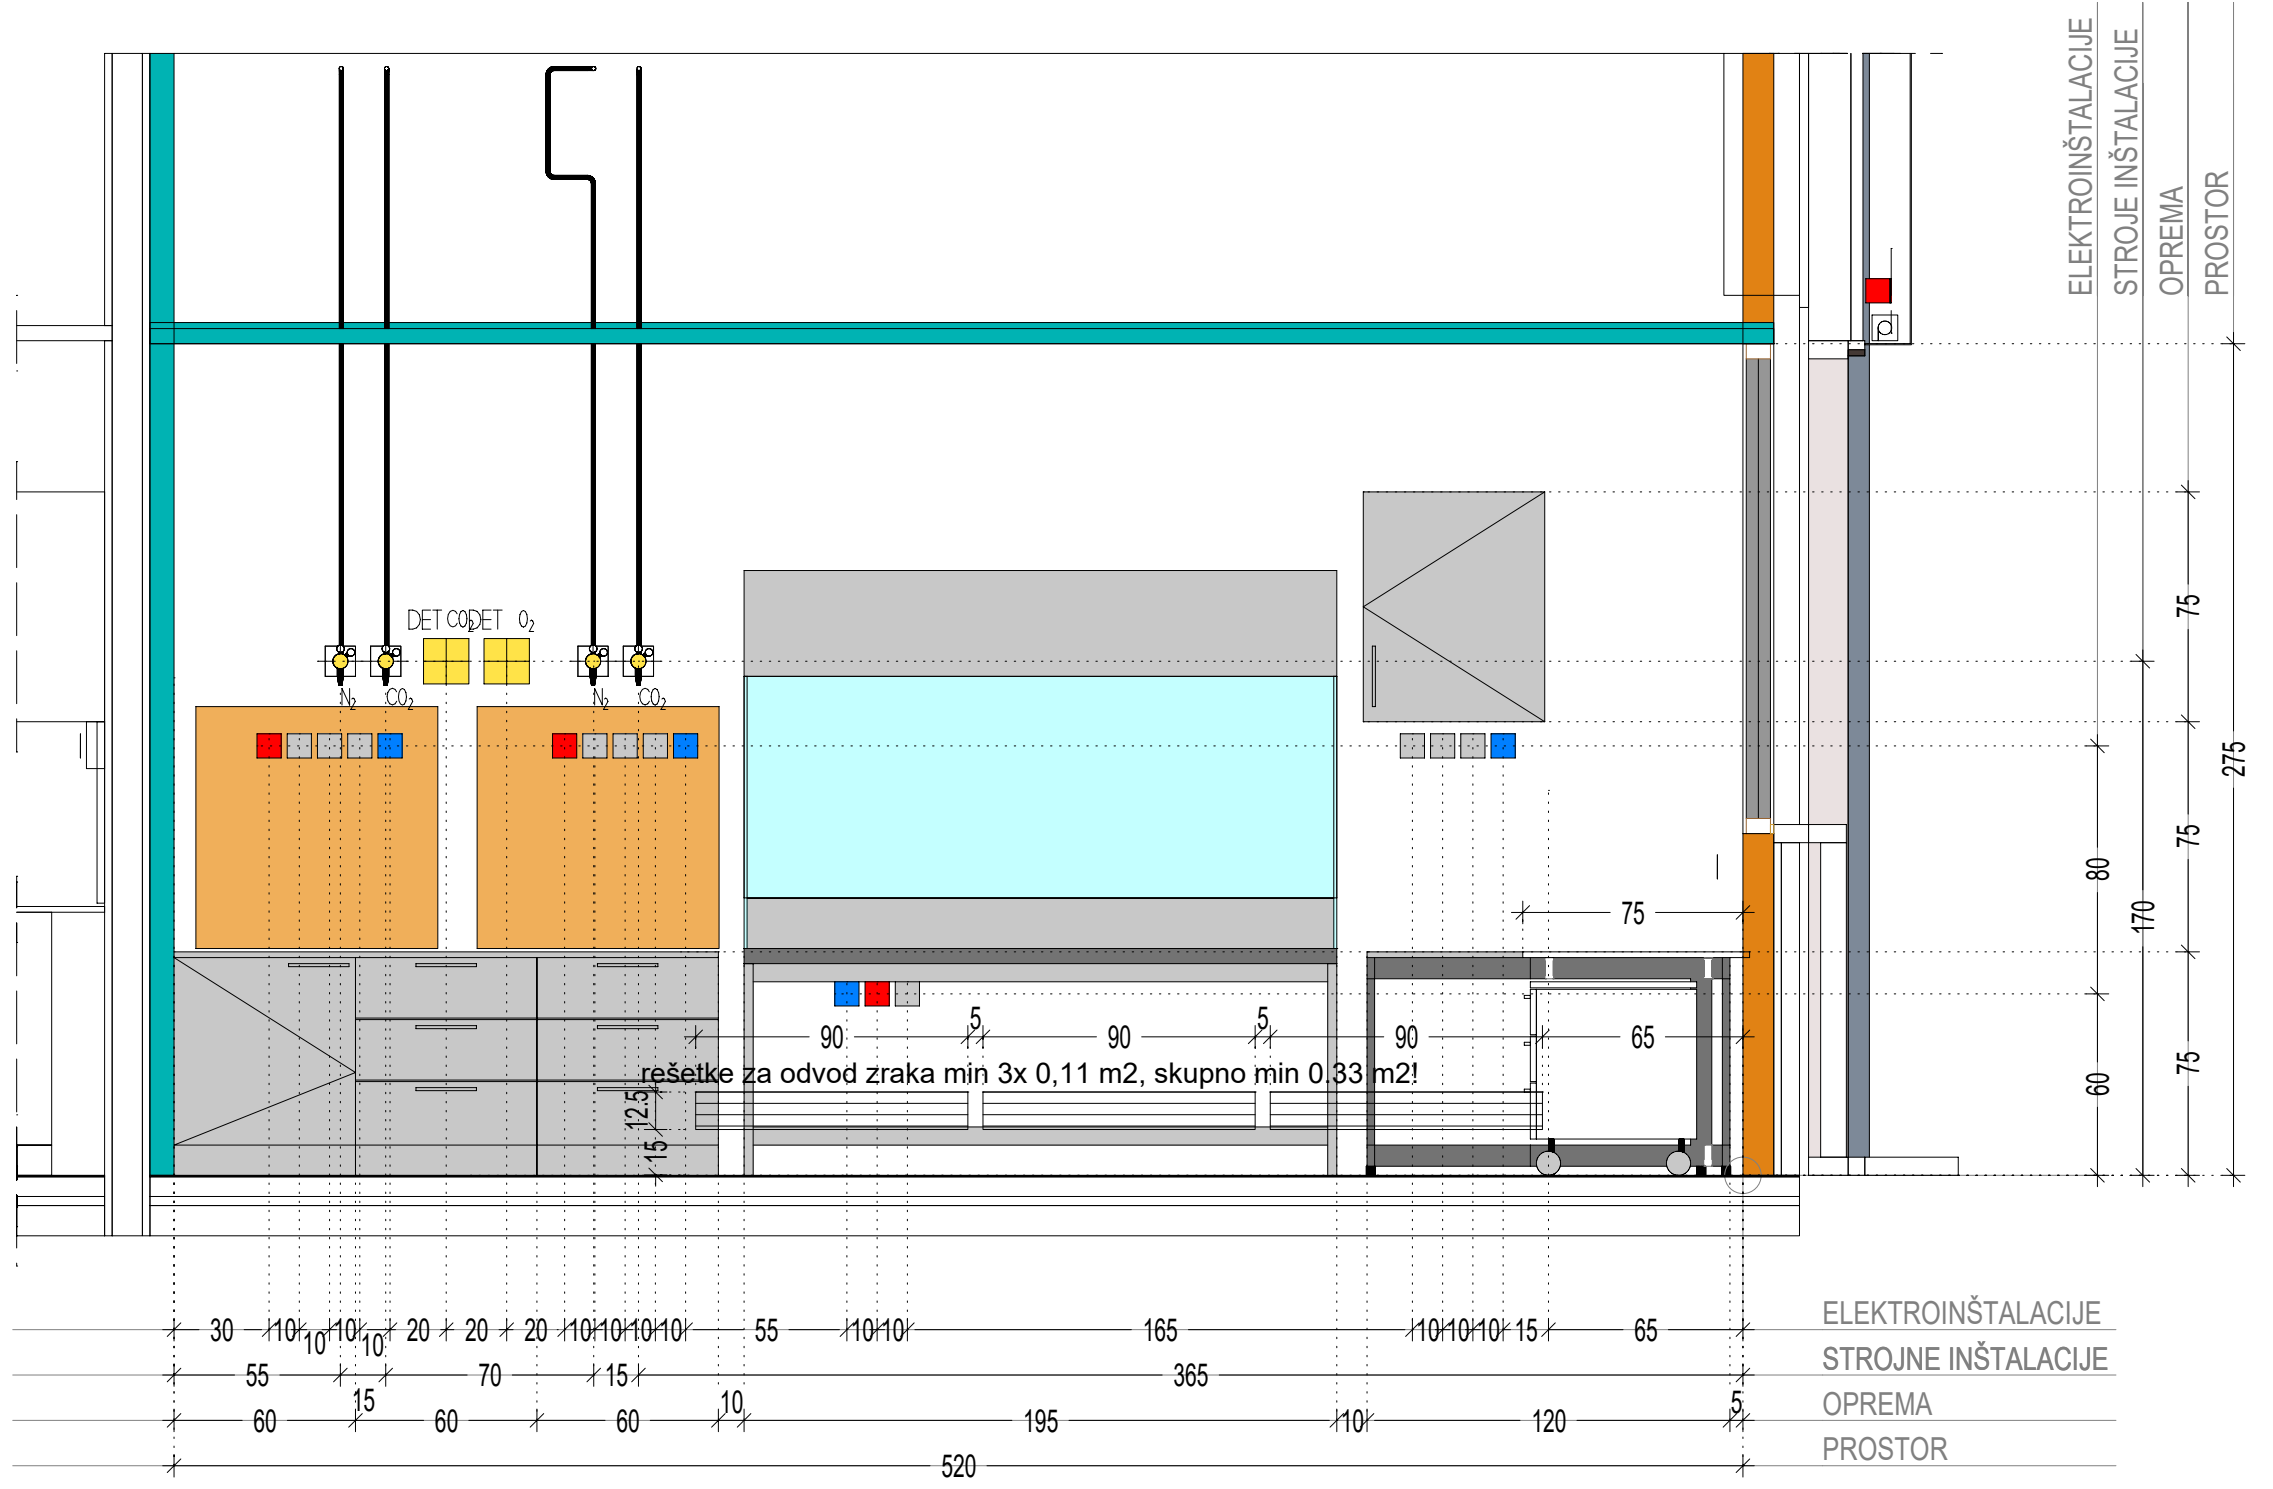 ELEKTROINŠTALACIJE
STROJE INŠTALACIJE
OPREMA
PROSTOR
DET CO2 DET O2
N2 CO2 N2 CO2
75
275
75
80
170
75
90 5 90 5 90 65
rešetke za odvod zraka min 3x 0,11 m2, skupno min 0.33 m2!
12.5
15
60
75
30 10 10 10 10 20 20 20 10 10 10 10 55 10 10 165 10 10 10 15 65 ELEKTROINŠTALACIJE
55 15 70 15 365 STROJNE INŠTALACIJE
60 60 60 10 195 10 120 5 OPREMA
520 PROSTOR
75